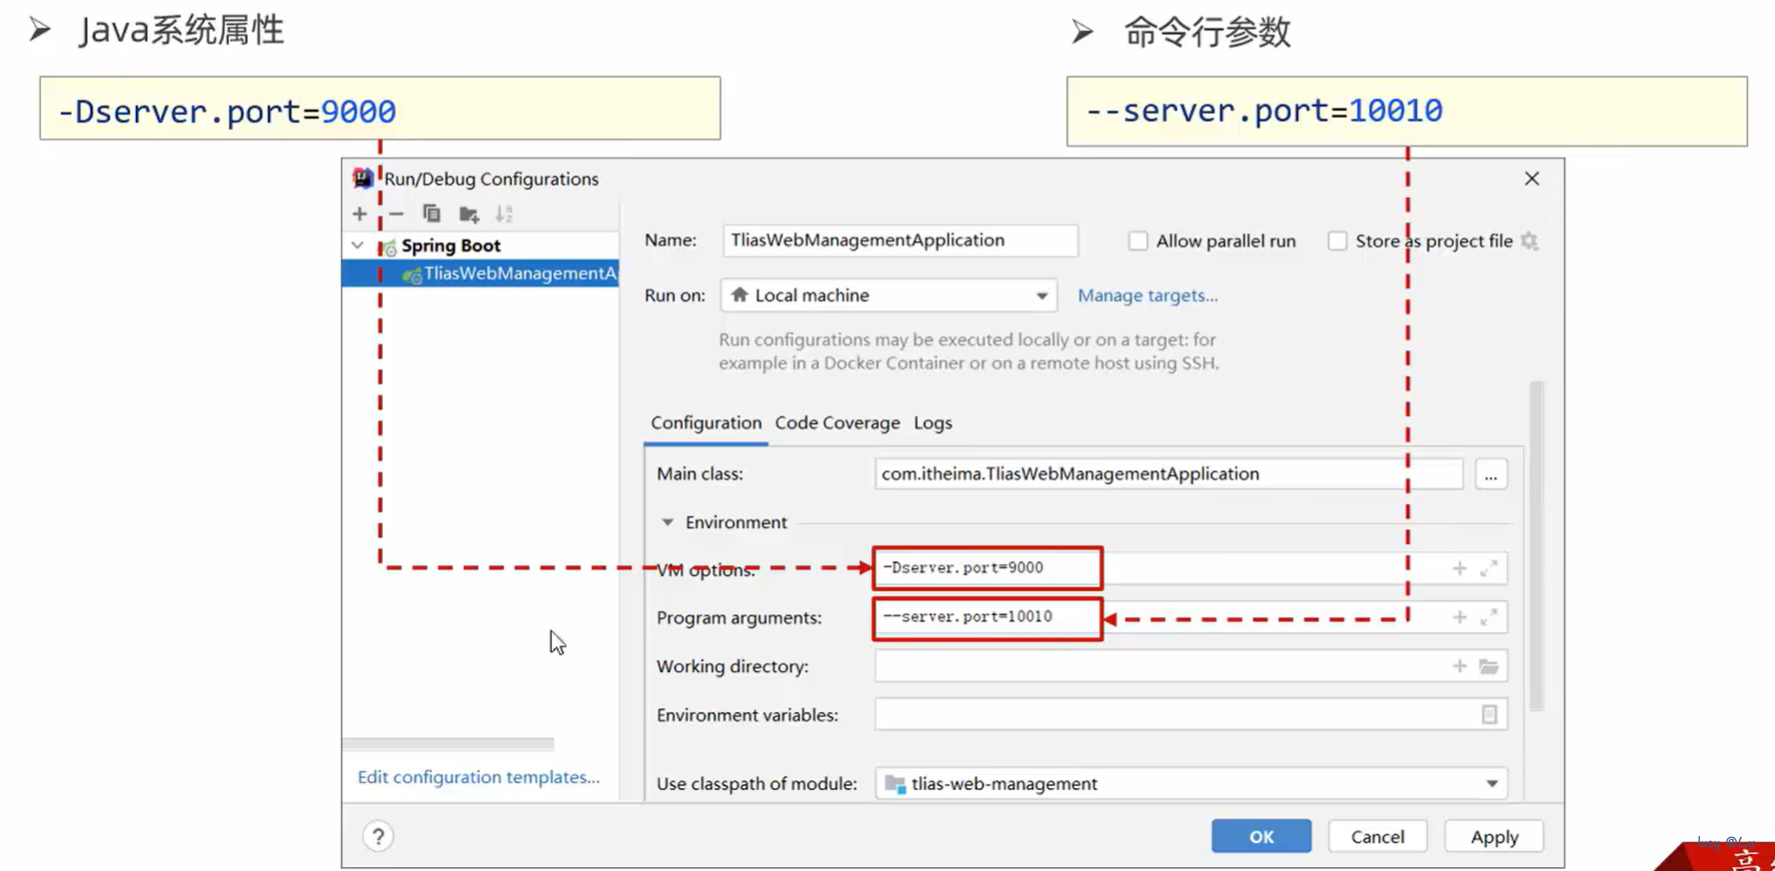 Java系统属性
命令行参数
-Dserver.port=9000
--server.port=10010
Run/Debug Configurations
Spring Boot
TliasWebManagementA
Name:
TliasWebManagementApplication
Allow parallel run
Store as project file
Run on:
Local machine
Manage targets...
Run configurations may be executed locally or on a target: for
example in a Docker Container or on a remote host using SSH.
Configuration
Code Coverage
Logs
Main class:
com.itheima.TliasWebManagementApplication
...
Environment
VM options:
-Dserver.port=9000
Program arguments:
--server.port=10010
Working directory:
Environment variables:
Use classpath of module:
tlias-web-management
Edit configuration templates...
?
OK
Cancel
Apply
高